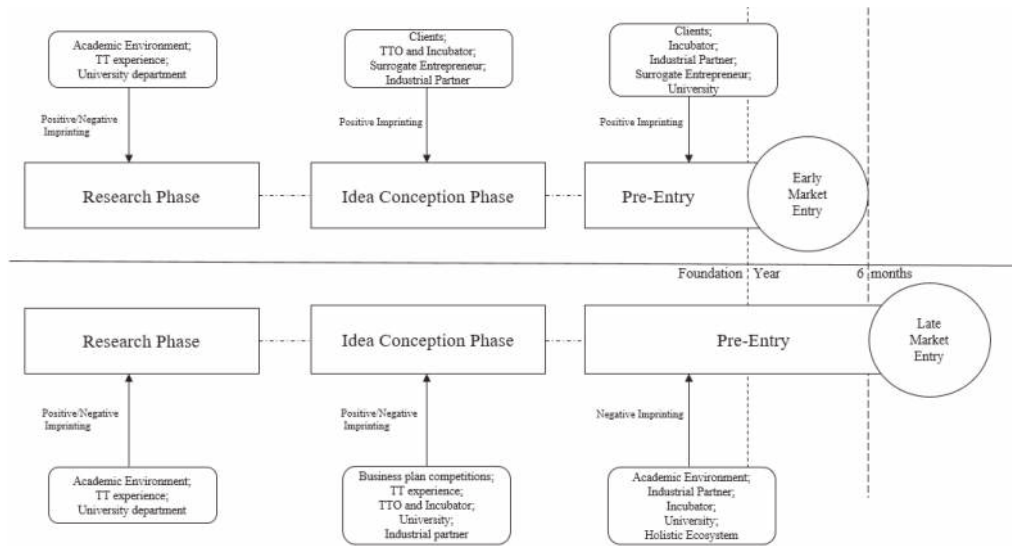 Academic Environment;
TT experience;
University department
Clients;
TTO and Incubator;
Surrogate Entrepreneur;
Industrial Partner
Clients;
Incubator;
Industrial Partner;
Surrogate Entrepreneur;
University
Positive/Negative
Imprinting
Positive Imprinting
Positive Imprinting
Research Phase
Idea Conception Phase
Pre-Entry
Early
Market
Entry
Foundation Year
6 months
Research Phase
Idea Conception Phase
Pre-Entry
Late
Market
Entry
Positive/Negative
Imprinting
Positive/Negative
Imprinting
Negative Imprinting
Academic Environment;
TT experience;
University department
Business plan competitions;
TT experience;
TTO and Incubator;
University;
Industrial partner
Academic Environment;
Industrial Partner;
Incubator;
University;
Holistic Ecosystem